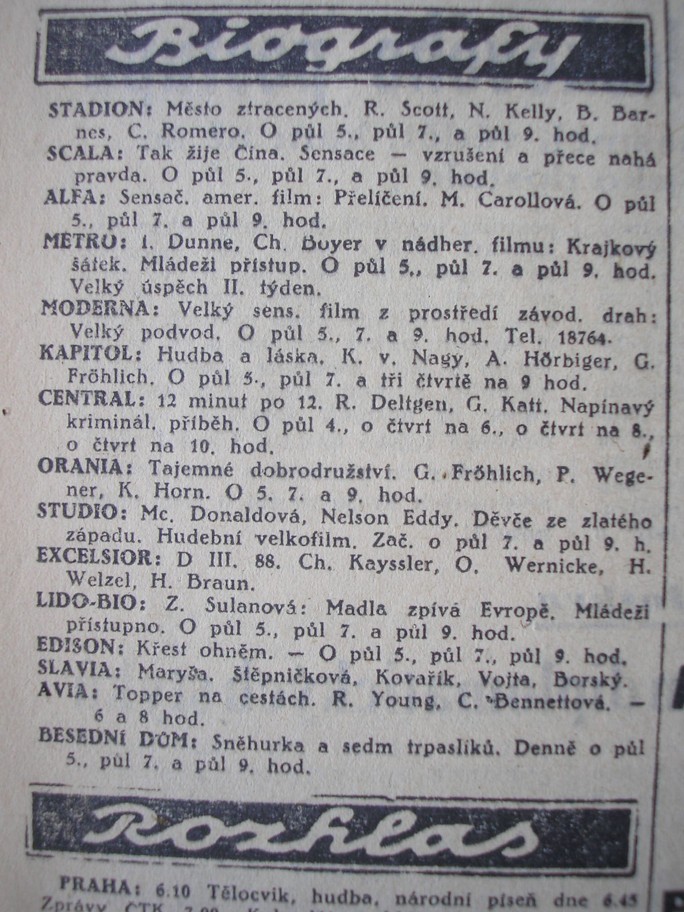 Biografy
STADION: Město ztracených. R. Scott, N. Kelly, B. Bar-
nes, C. Romero. O půl 5., půl 7., a půl 9. hod.
SCALA: Tak žije Čína. Sensace — vzrušení a přece nahá
pravda. O půl 5., půl 7., a půl 9. hod.
ALFA: Sensač. amer. film: Přelíčení. M. Carollová. O půl
5., půl 7. a půl 9. hod.
METRO: I. Dunne, Ch. Boyer v nádher. filmu: Krajkový
šátek. Mládeži přístup. O půl 5., půl 7. a půl 9. hod.
Velký úspěch II. týden.
MODERNA: Velký sens. film z prostředí závod. drah:
Velký podvod. O půl 5., 7. a 9. hod. Tel. 18764.
KAPITOL: Hudba a láska. K. v. Nagy, A. Hörbiger, G.
Fröhlich. O půl 5., půl 7. a tři čtvrtě na 9 hod.
CENTRAL: 12 minut po 12. R. Deltgen, G. Katt. Napínavý
kriminál. příběh. O půl 4., o čtvrt na 6., o čtvrt na 8.,
o čtvrt na 10. hod.
ORANIA: Tajemné dobrodružství. G. Fröhlich, P. Wege-
ner, K. Horn. O 5. 7. a 9. hod.
STUDIO: Mc. Donaldová, Nelson Eddy. Děvče ze zlatého
západu. Hudební velkofilm. Zač. o půl 7. a půl 9. h.
EXCELSIOR: D III. 88. Ch. Kayssler, O. Wernicke, H.
Welzel, H. Braun.
LIDO-BIO: Z. Sulanová: Madla zpívá Evropě. Mládeži
přístupno. O půl 5., půl 7. a půl 9. hod.
EDISON: Křest ohněm. — O půl 5., půl 7., půl 9. hod.
SLAVIA: Maryša. Štěpničková, Kovařík, Vojta, Borský.
AVIA: Topper na cestách. R. Young, C. Bennettová. —
6 a 8 hod.
BESEDNÍ DŮM: Sněhurka a sedm trpaslíků. Denně o půl
5., půl 7. a půl 9. hod.
Rozhlas
PRAHA: 6.10 Tělocvik, hudba, národní píseň dne 6.45
Zprávy ČTK